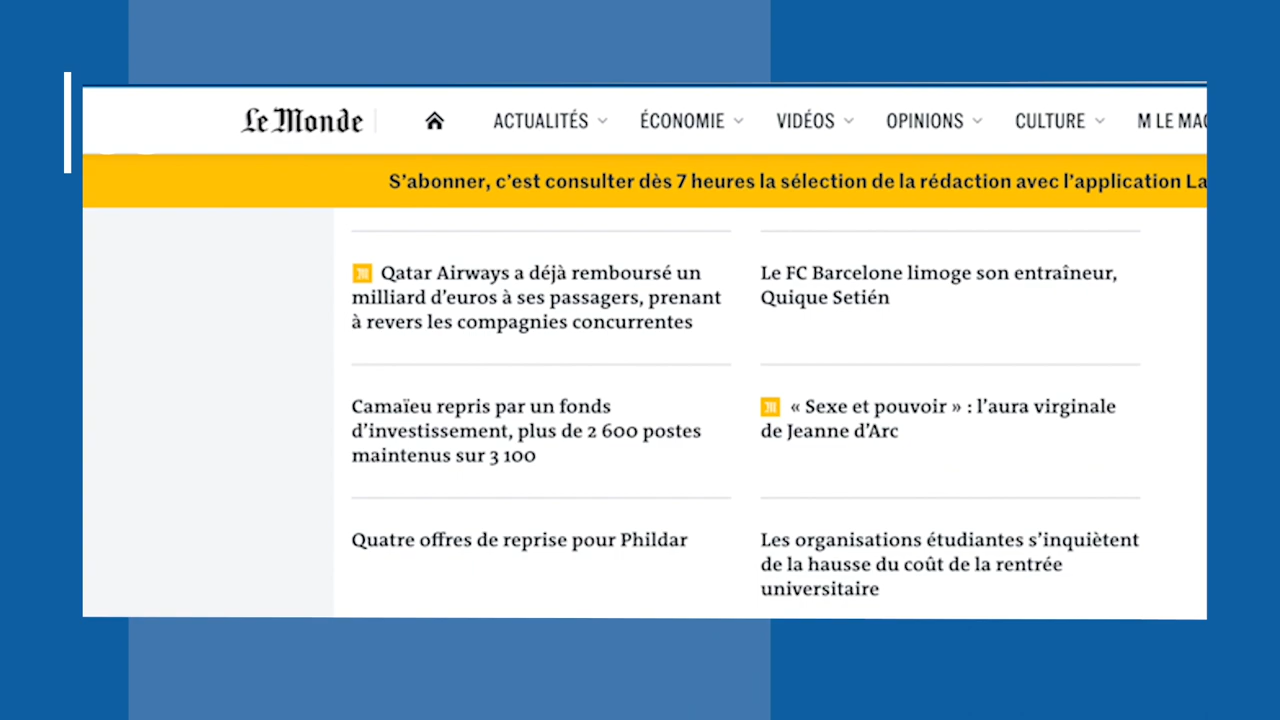 Le Monde
ACTUALITÉS
ÉCONOMIE
VIDÉOS
OPINIONS
CULTURE
M LE MAG
S'abonner, c'est consulter dès 7 heures la sélection de la rédaction avec l'application La
Qatar Airways a déjà remboursé un
milliard d'euros à ses passagers, prenant
à revers les compagnies concurrentes
Camaïeu repris par un fonds
d'investissement, plus de 2 600 postes
maintenus sur 3 100
Quatre offres de reprise pour Phildar
Le FC Barcelone limoge son entraîneur,
Quique Setién
« Sexe et pouvoir » : l'aura virginale
de Jeanne d'Arc
Les organisations étudiantes s'inquiètent
de la hausse du coût de la rentrée
universitaire